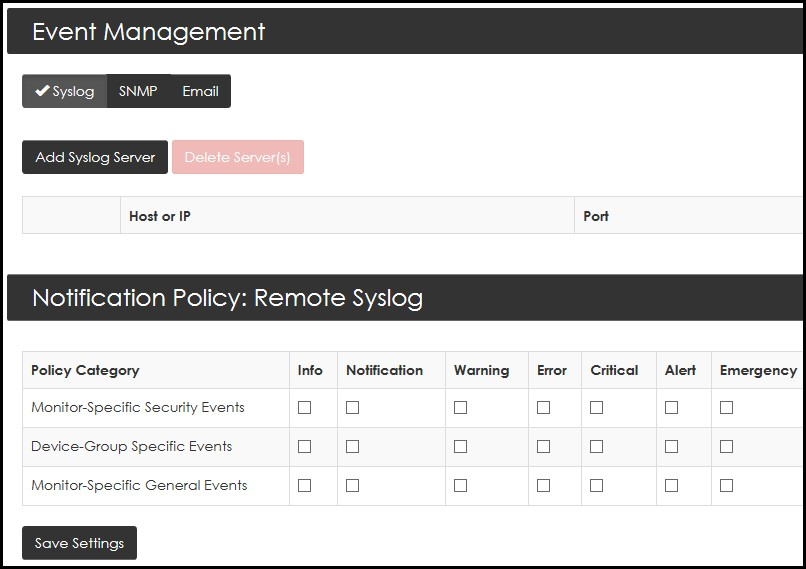 Event Management
Syslog SNMP Email
Add Syslog Server Delete Server(s)
Host or IP Port
Notification Policy: Remote Syslog
Policy Category Info Notification Warning Error Critical Alert Emergency
Monitor-Specific Security Events
Device-Group Specific Events
Monitor-Specific General Events
Save Settings